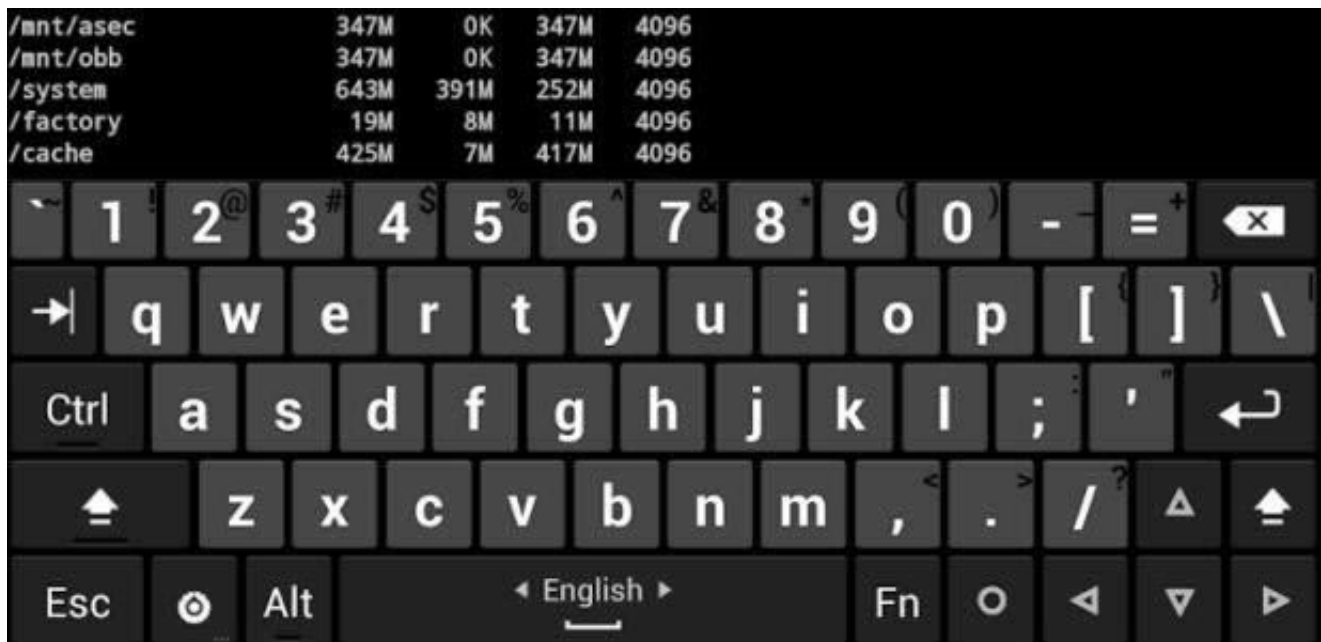 /mnt/asec 347M 0K 347M 4096
/mnt/obb 347M 0K 347M 4096
/system 643M 391M 252M 4096
/factory 19M 8M 11M 4096
/cache 425M 7M 417M 4096
` ~ 1 ! 2 @ 3 # 4 $ 5 % 6 ^ 7 & 8 * 9 ( 0 ) - _ = +
q w e r t y u i o p [ { ] } \ |
Ctrl a s d f g h j k l ; : ' "
z x c v b n m , < . > / ?
Esc ... Alt English Fn